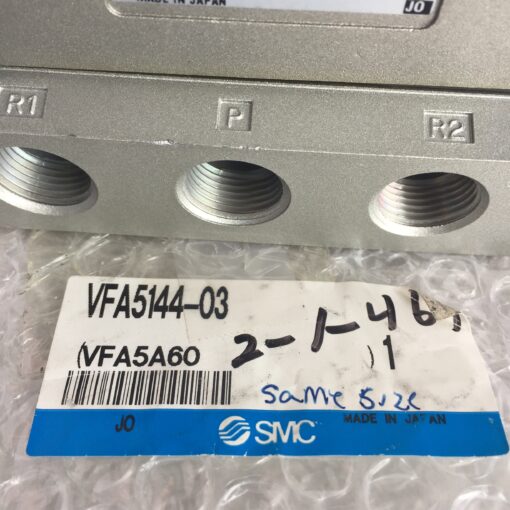 MADE IN JAPAN
JO
R1 P R2
VFA5144-03
2-1-46
(VFA5A60 )1
same size
MADE IN JAPAN
JO
SMC